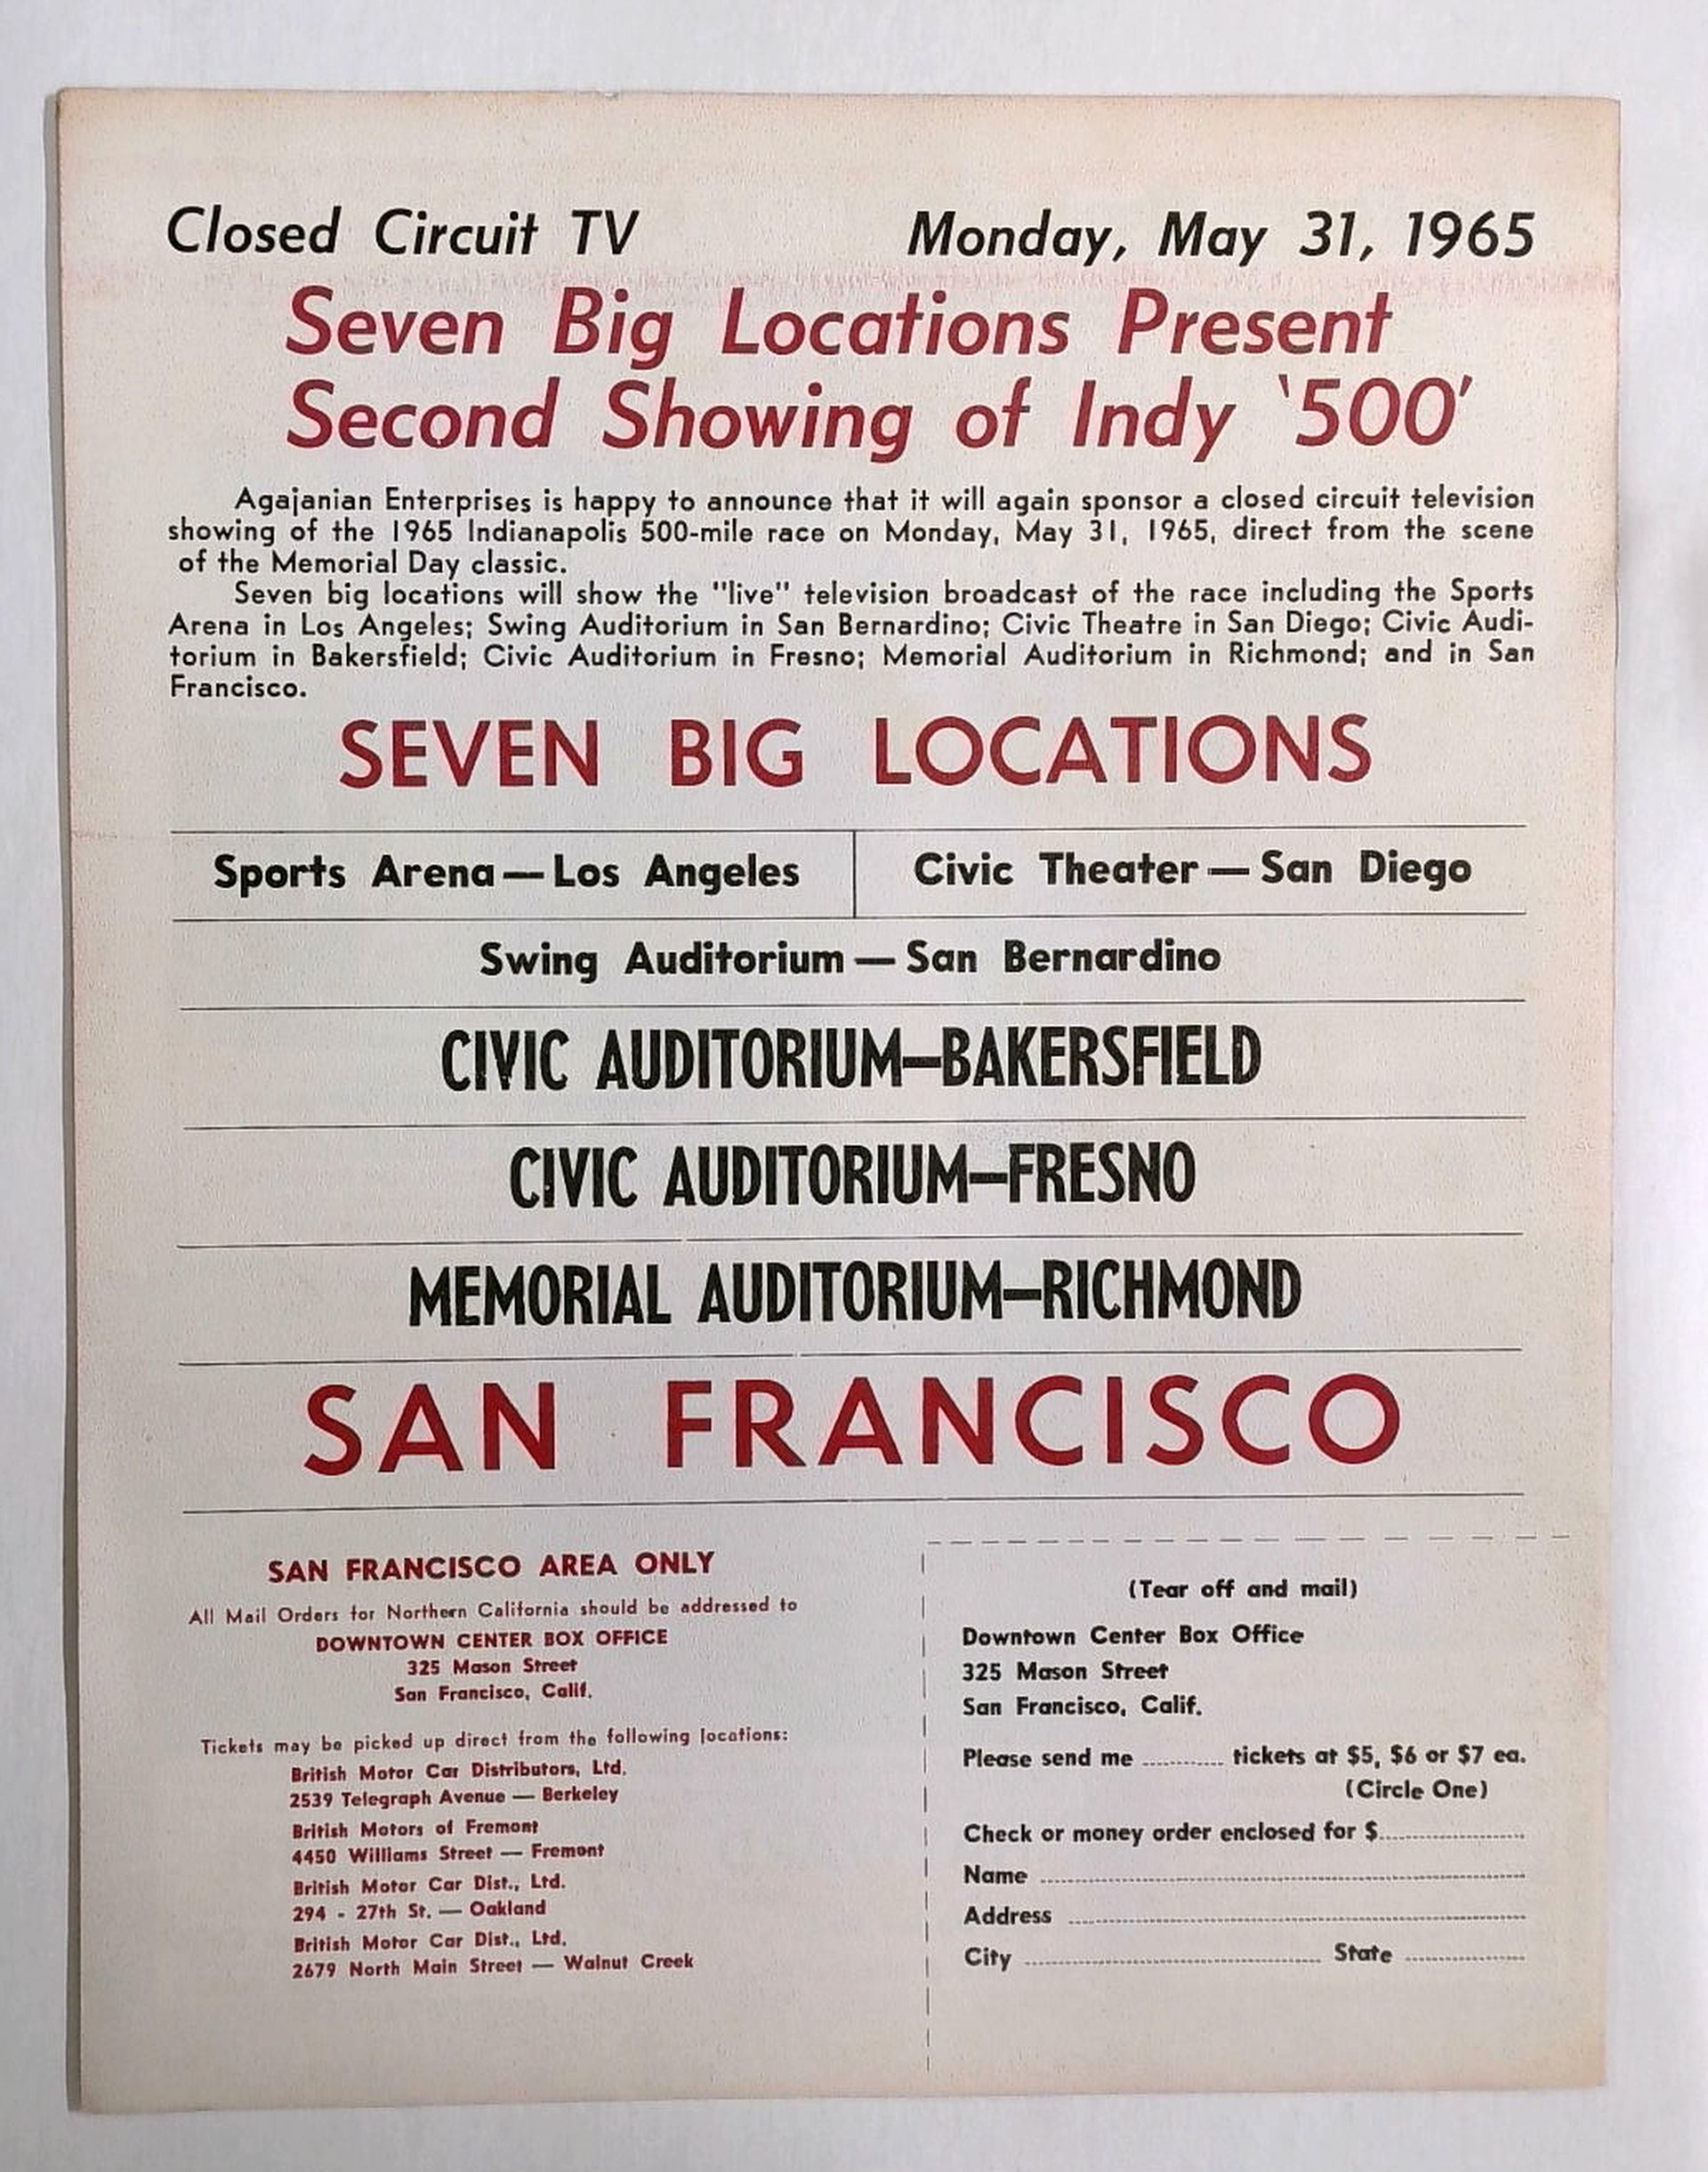 Closed Circuit TV Monday, May 31, 1965
Seven Big Locations Present
Second Showing of Indy '500'
Agajanian Enterprises is happy to announce that it will again sponsor a closed circuit television
showing of the 1965 Indianapolis 500-mile race on Monday, May 31, 1965, direct from the scene
of the Memorial Day classic.
Seven big locations will show the "live" television broadcast of the race including the Sports
Arena in Los Angeles; Swing Auditorium in San Bernardino; Civic Theatre in San Diego; Civic Audi-
torium in Bakersfield; Civic Auditorium in Fresno; Memorial Auditorium in Richmond; and in San
Francisco.
SEVEN BIG LOCATIONS
Sports Arena — Los Angeles
Civic Theater — San Diego
Swing Auditorium — San Bernardino
CIVIC AUDITORIUM—BAKERSFIELD
CIVIC AUDITORIUM—FRESNO
MEMORIAL AUDITORIUM—RICHMOND
SAN FRANCISCO
SAN FRANCISCO AREA ONLY
All Mail Orders for Northern California should be addressed to
DOWNTOWN CENTER BOX OFFICE
325 Mason Street
San Francisco, Calif.
Tickets may be picked up direct from the following locations:
British Motor Car Distributors, Ltd.
2539 Telegraph Avenue — Berkeley
British Motors of Fremont
4450 Williams Street — Fremont
British Motor Car Dist., Ltd.
294 - 27th St. — Oakland
British Motor Car Dist., Ltd.
2679 North Main Street — Walnut Creek
(Tear off and mail)
Downtown Center Box Office
325 Mason Street
San Francisco, Calif.
Please send me ............ tickets at $5, $6 or $7 ea.
(Circle One)
Check or money order enclosed for $......................
Name ......................
Address ......................
City ...................... State ......................